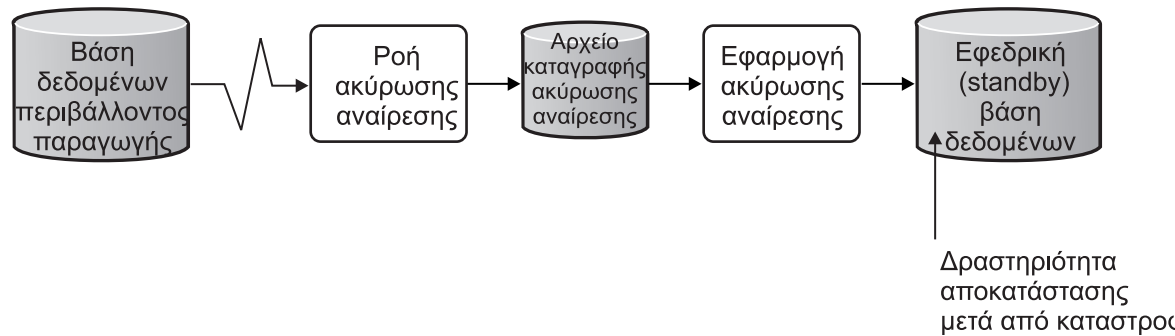 Βάση
δεδομένων
περιβάλλοντος
παραγωγής
Ροή
ακύρωσης
αναίρεσης
Αρχείο
καταγραφής
ακύρωσης
αναίρεσης
Εφαρμογή
ακύρωσης
αναίρεσης
Εφεδρική
(standby)
βάση
δεδομένων
Δραστηριότητα
αποκατάστασης
μετά από